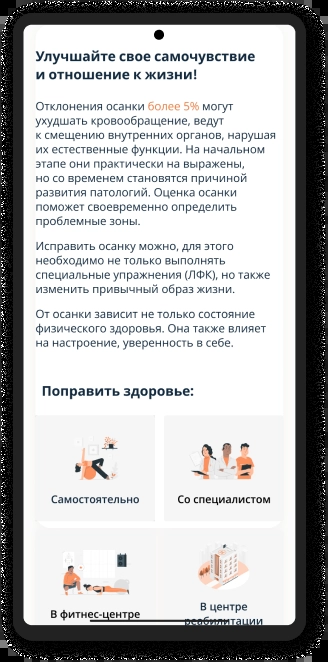 Улучшайте свое самочувствие
и отношение к жизни!
Отклонения осанки более 5% могут
ухудшать кровообращение, ведут
к смещению внутренних органов, нарушая
их естественные функции. На начальном
этапе они практически на выражены,
но со временем становятся причиной
развития патологий. Оценка осанки
поможет своевременно определить
проблемные зоны.
Исправить осанку можно, для этого
необходимо не только выполнять
специальные упражнения (ЛФК), но также
изменить привычный образ жизни.
От осанки зависит не только состояние
физического здоровья. Она также влияет
на настроение, уверенность в себе.
Поправить здоровье:
Самостоятельно
Со специалистом
В фитнес-центре
В центре
реабилитации